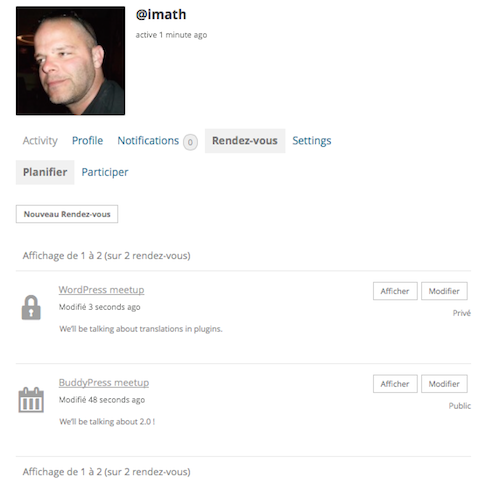 @imath
active 1 minute ago
Activity Profile Notifications 0 Rendez-vous Settings
Planifier Participer
Nouveau Rendez-vous
Affichage de 1 à 2 (sur 2 rendez-vous)
WordPress meetup Afficher Modifier
Modifié 3 seconds ago
Privé
We'll be talking about translations in plugins.
BuddyPress meetup Afficher Modifier
Modifié 48 seconds ago
Public
We'll be talking about 2.0 !
Affichage de 1 à 2 (sur 2 rendez-vous)